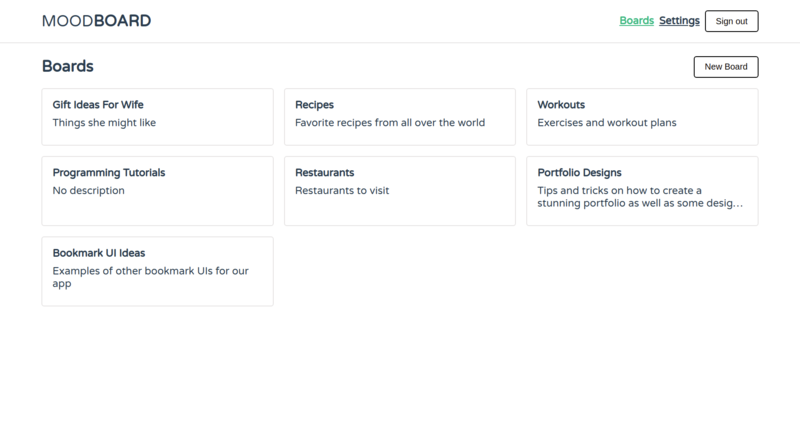 MOODBOARD
Boards Settings Sign out
Boards
New Board
Gift Ideas For Wife
Things she might like
Recipes
Favorite recipes from all over the world
Workouts
Exercises and workout plans
Programming Tutorials
No description
Restaurants
Restaurants to visit
Portfolio Designs
Tips and tricks on how to create a
stunning portfolio as well as some desig…
Bookmark UI Ideas
Examples of other bookmark UIs for our
app